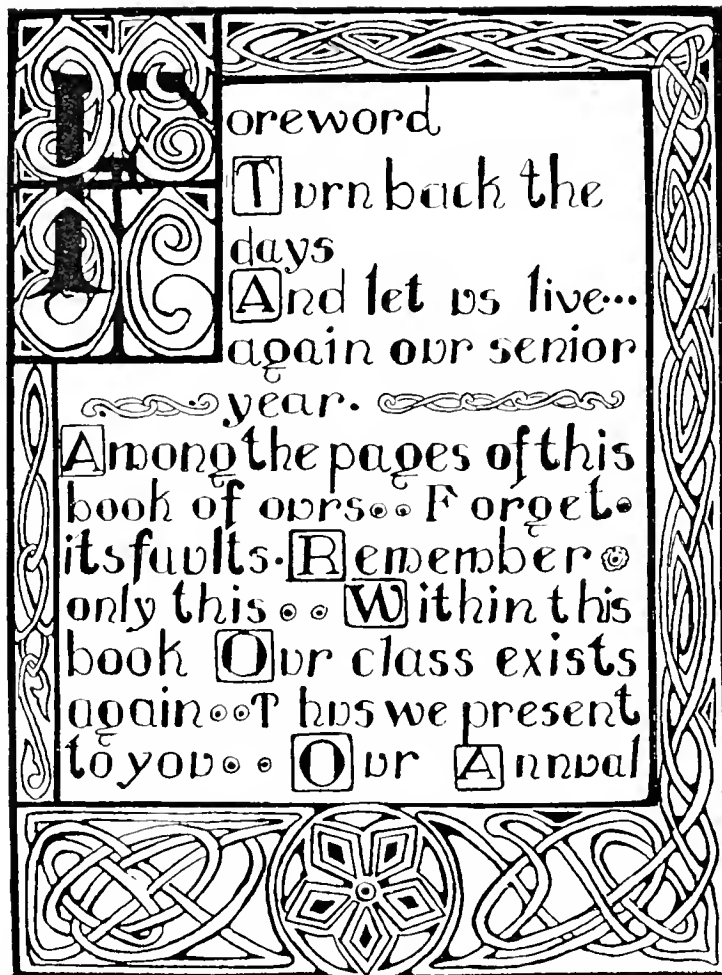 Foreword
Turn back the
days
And let us live...
again our senior
year.
Among the pages of this
book of ours.. Forget.
its faults. Remember
only this . . Within this
book Our class exists
again.. Thus we present
to you.. Our Annual